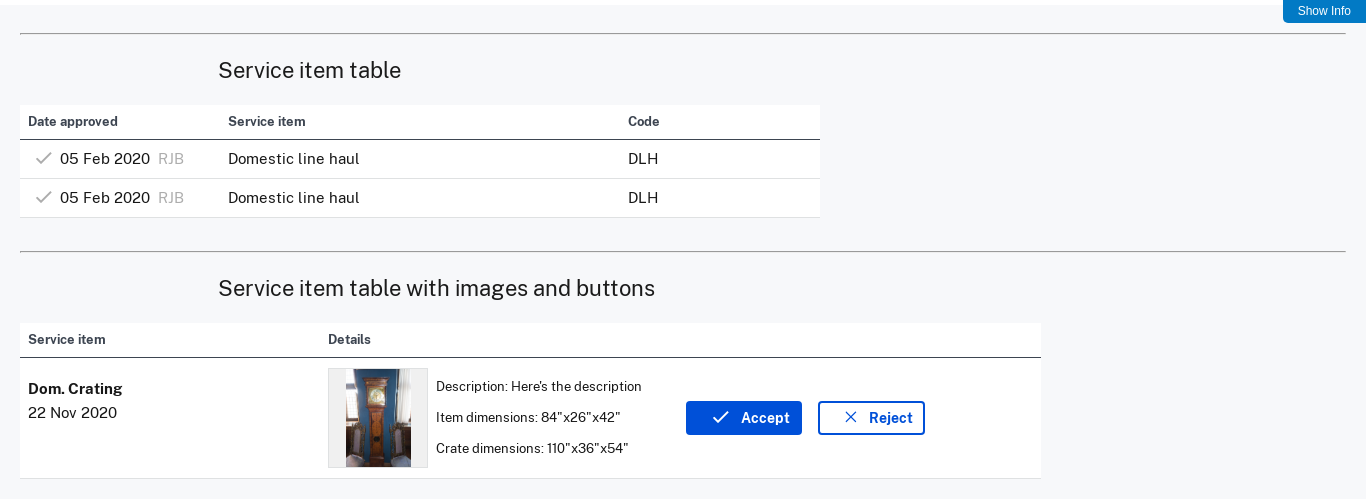 Show Info
Service item table
Date approved Service item Code
05 Feb 2020 RJB Domestic line haul DLH
05 Feb 2020 RJB Domestic line haul DLH
Service item table with images and buttons
Service item Details
Dom. Crating
22 Nov 2020
Description: Here's the description
Item dimensions: 84"x26"x42"
Crate dimensions: 110"x36"x54"
Accept Reject